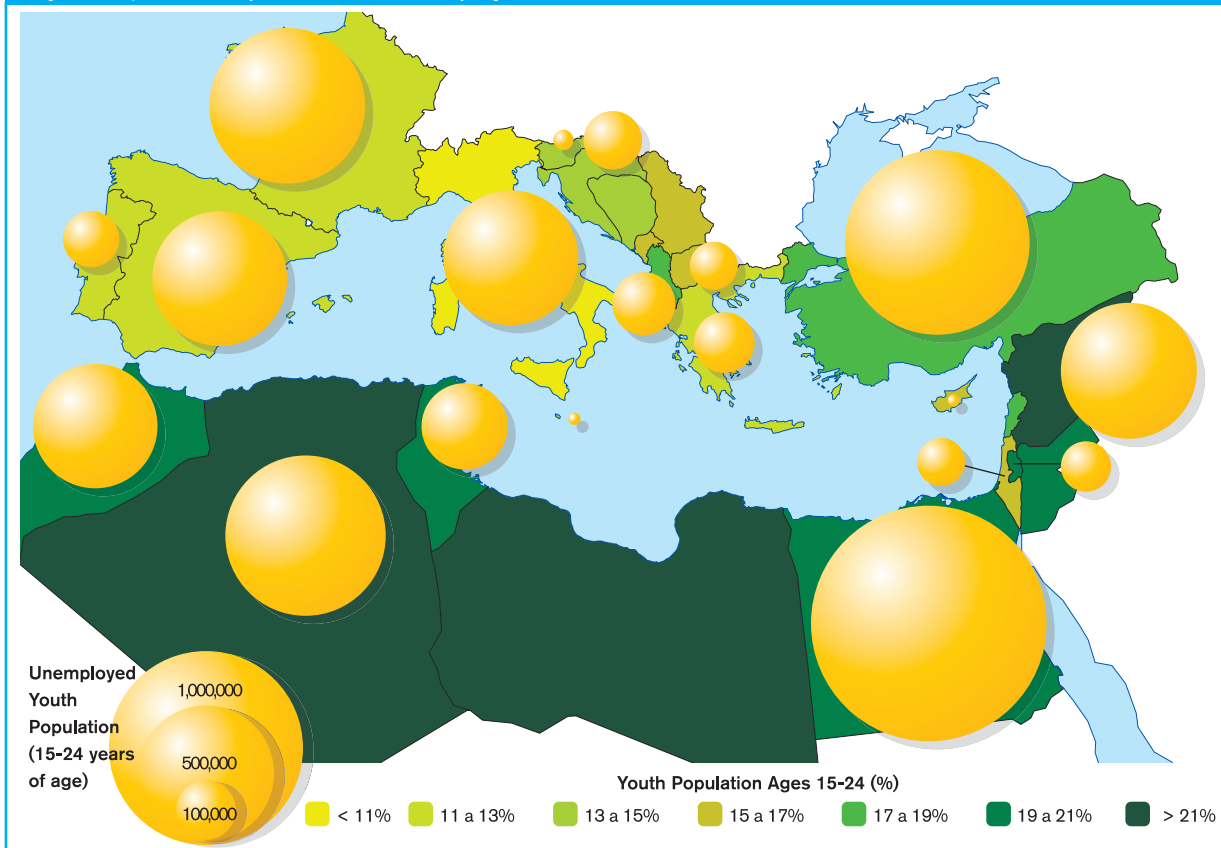 Unemployed
Youth
Population
(15-24 years
of age)
1,000,000
500,000
100,000
Youth Population Ages 15-24 (%)
< 11%
11 a 13%
13 a 15%
15 a 17%
17 a 19%
19 a 21%
> 21%